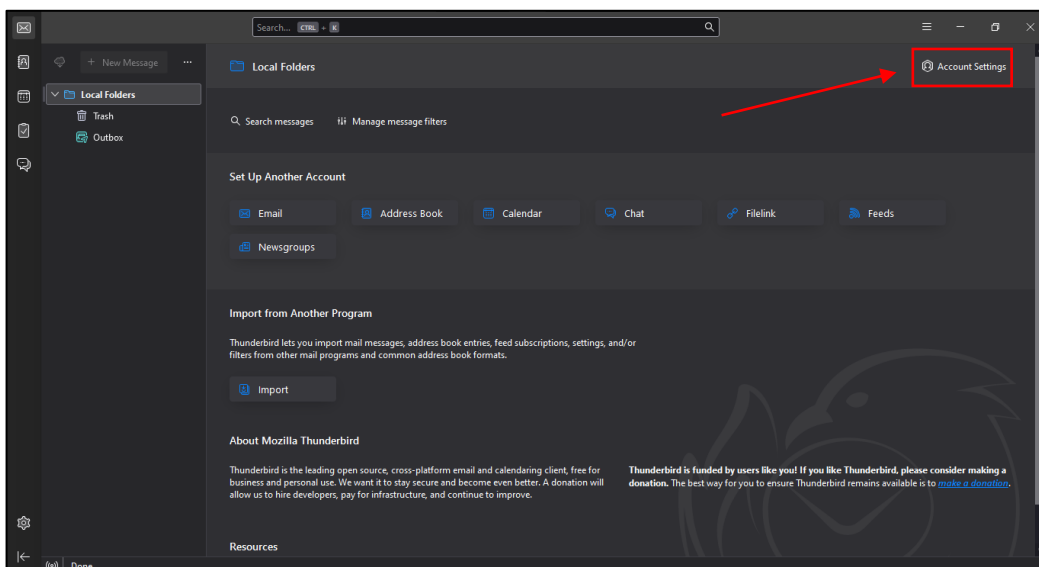 Search... CTRL + K
+ New Message ...
Local Folders
Trash
Outbox
Local Folders
Account Settings
Search messages Manage message filters
Set Up Another Account
Email Address Book Calendar Chat Filelink Feeds
Newsgroups
Import from Another Program
Thunderbird lets you import mail messages, address book entries, feed subscriptions, settings, and/or
filters from other mail programs and common address book formats.
Import
About Mozilla Thunderbird
Thunderbird is the leading open source, cross-platform email and calendaring client, free for
business and personal use. We want it to stay secure and become even better. A donation will
allow us to hire developers, pay for infrastructure, and continue to improve.
Thunderbird is funded by users like you! If you like Thunderbird, please consider making a
donation. The best way for you to ensure Thunderbird remains available is to make a donation.
Resources
Done